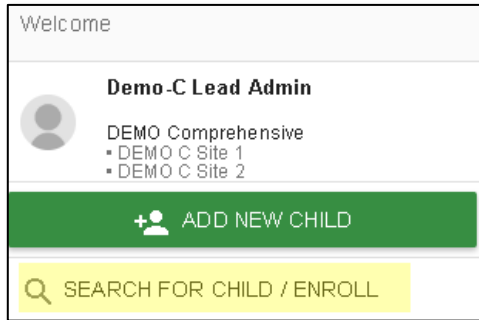 Welcome
Demo-C Lead Admin
DEMO Comprehensive
▪ DEMO C Site 1
▪ DEMO C Site 2
ADD NEW CHILD
SEARCH FOR CHILD / ENROLL